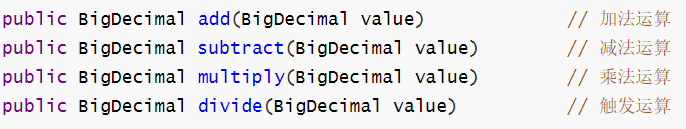 public BigDecimal add(BigDecimal value) // 加法运算
public BigDecimal subtract(BigDecimal value) // 减法运算
public BigDecimal multiply(BigDecimal value) // 乘法运算
public BigDecimal divide(BigDecimal value) // 触发运算